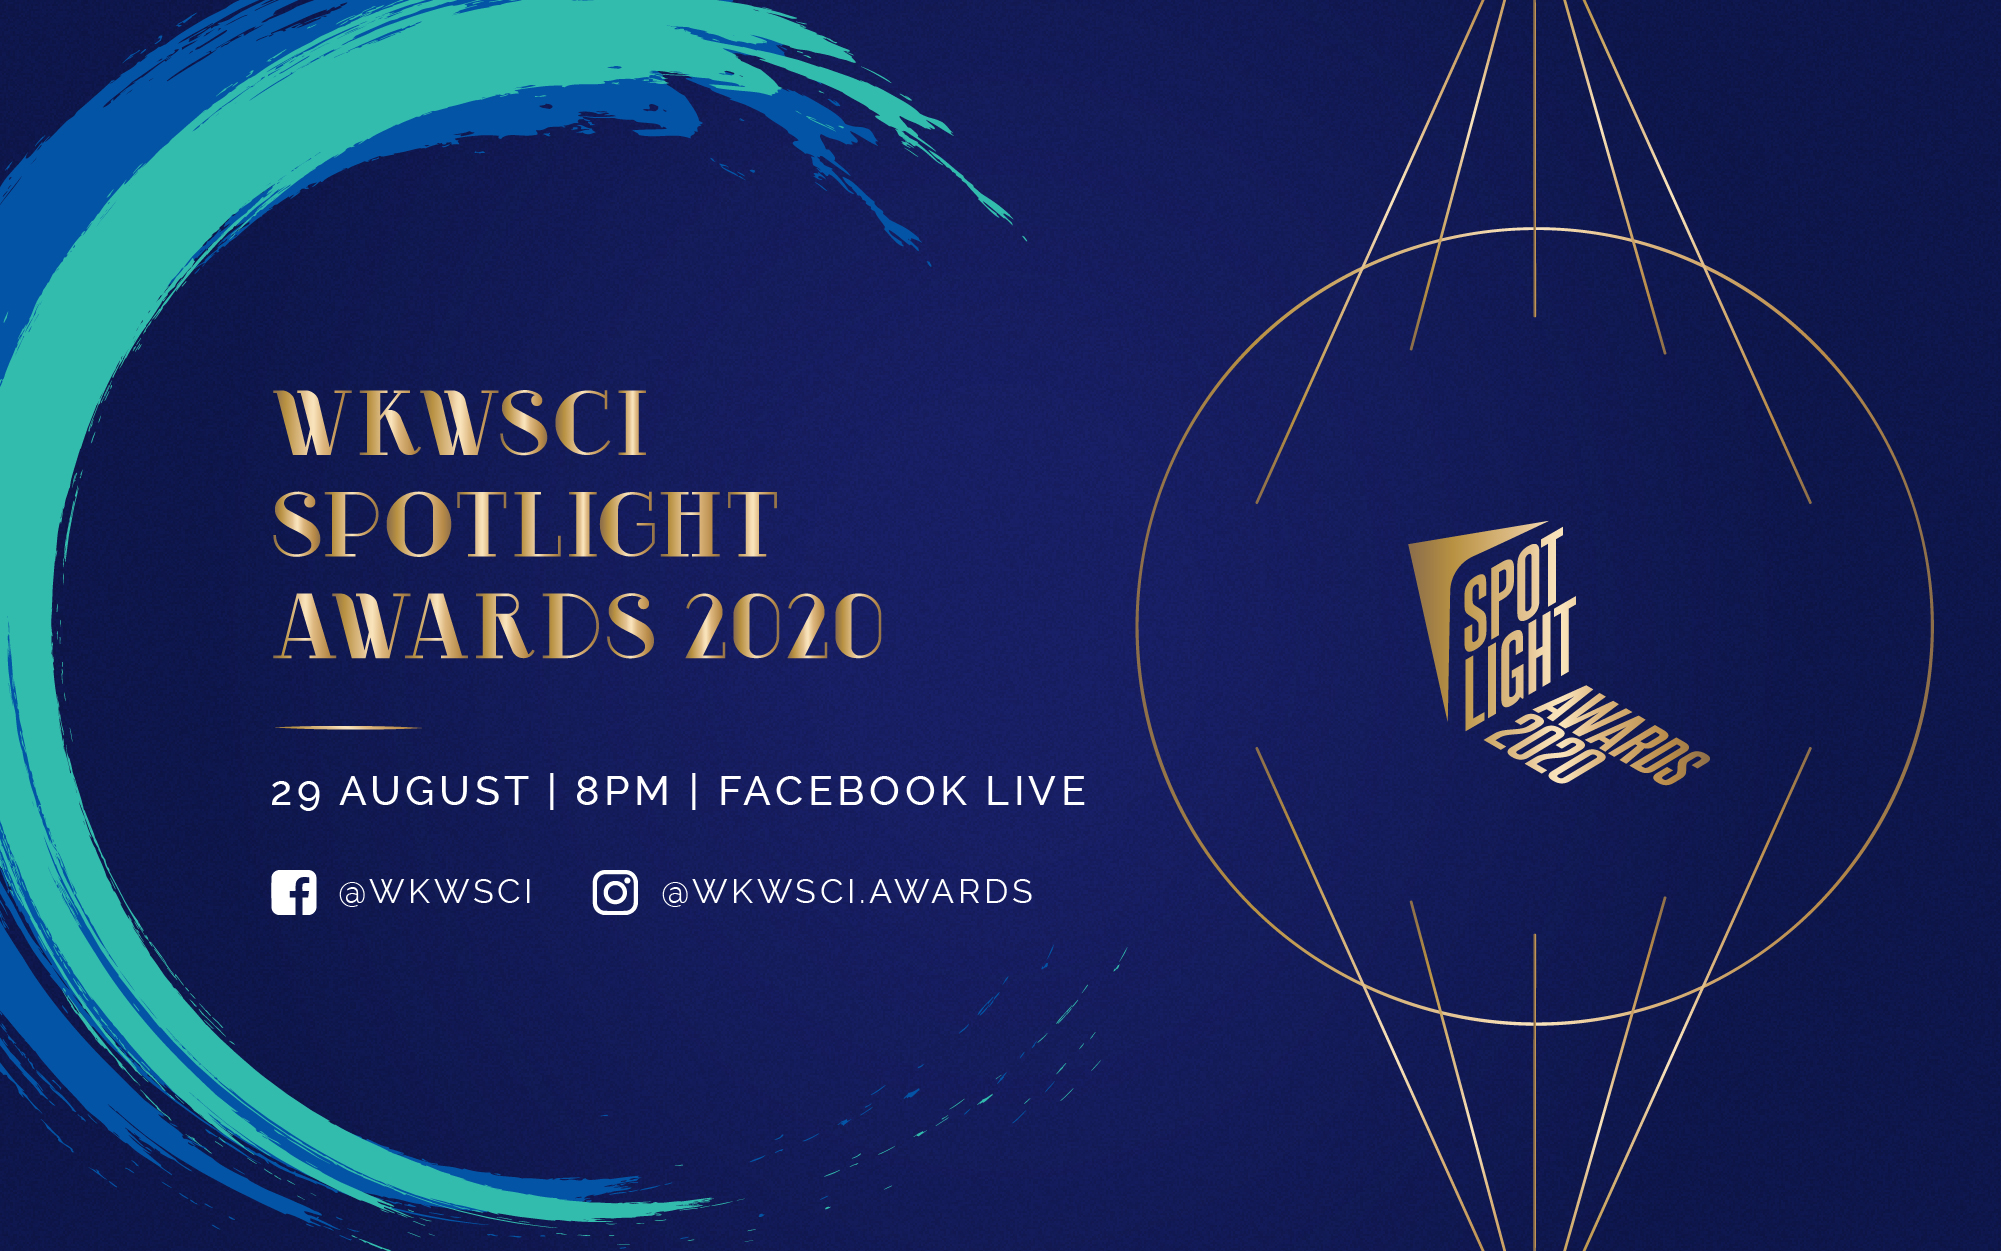 WKWSCI
SPOTLIGHT
AWARDS 2020
29 AUGUST | 8PM | FACEBOOK LIVE
@WKWSCI
@WKWSCI.AWARDS
SPOT
LIGHT
AWARDS
2020